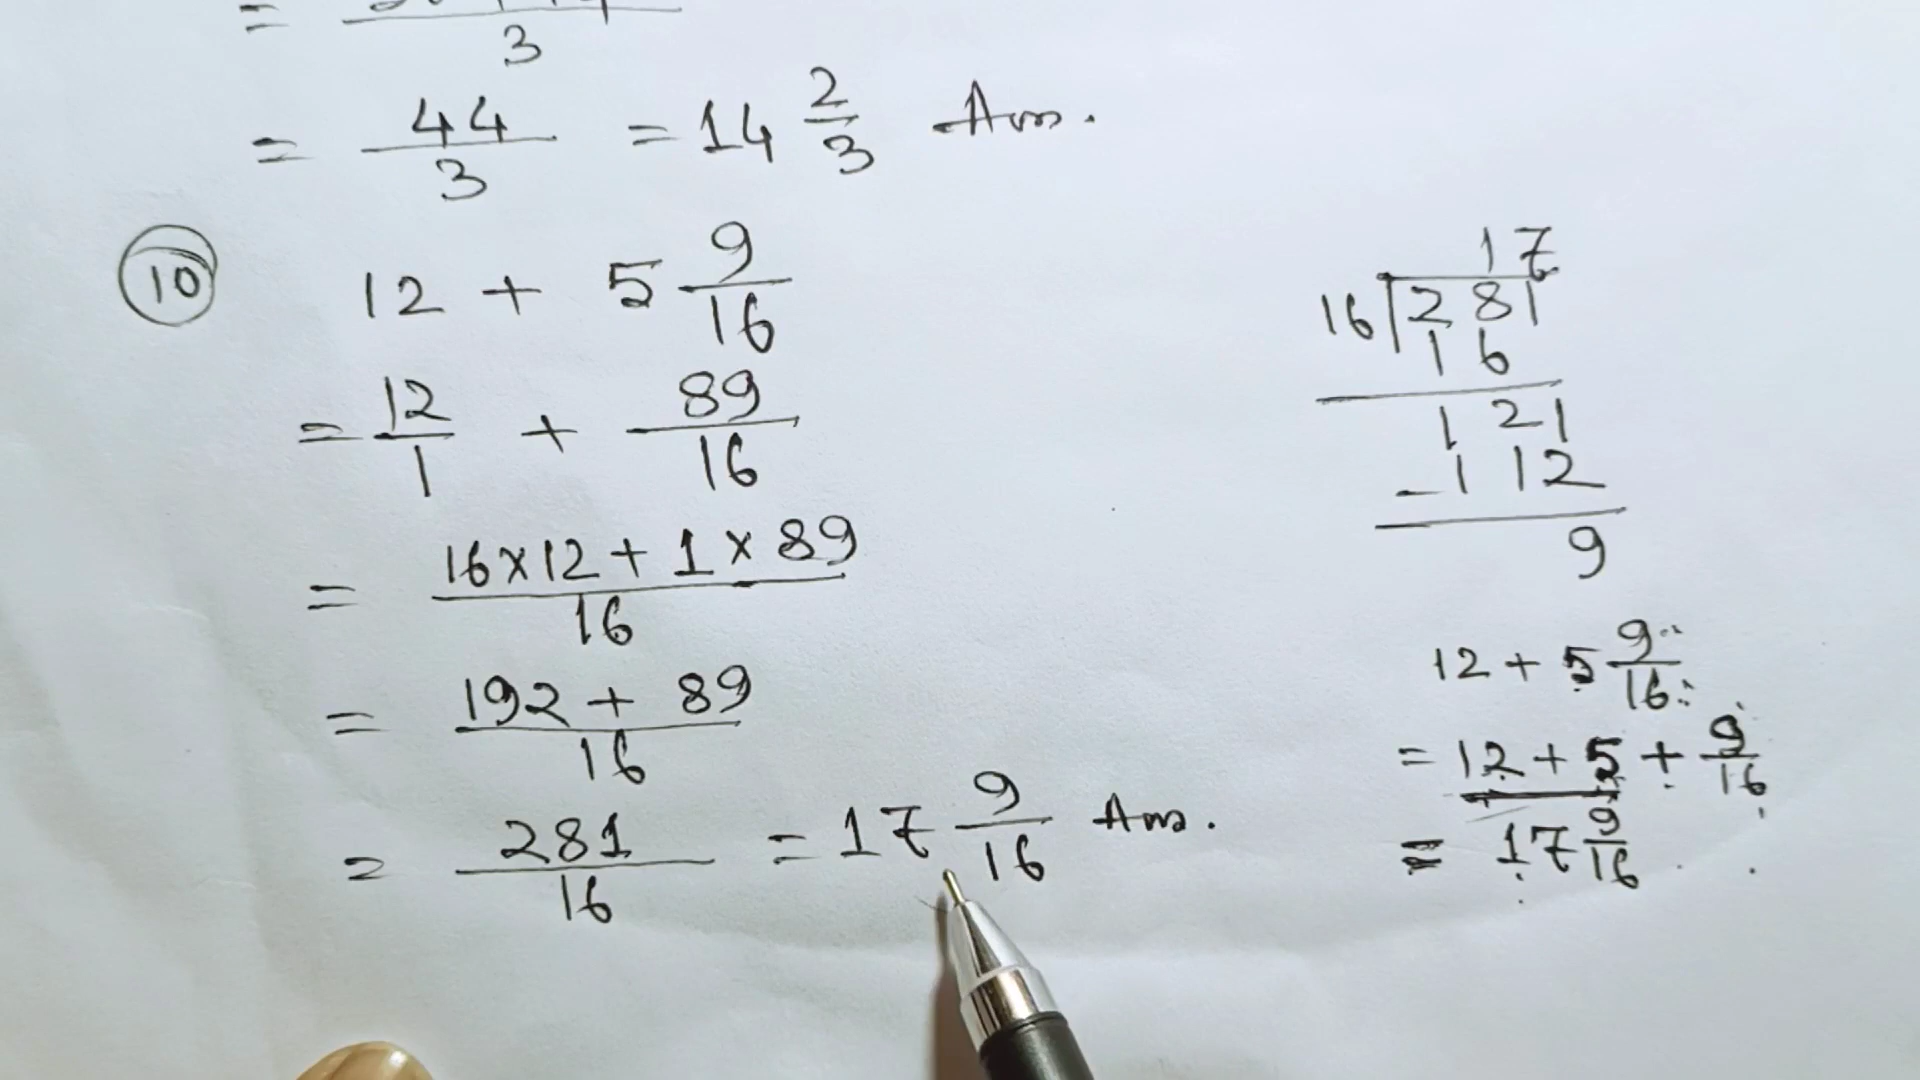 = 3
= 44/3 = 14 2/3 Ans.
10 12 + 5 9/16
= 12/1 + 89/16
= 16×12 + 1×89 / 16
= 192 + 89 / 16
= 281/16 = 17 9/16 Ans.
17
16 281
16
121
- 112
9
12 + 5 9/16
= 12 + 5 + 9/16
= 17 9/16